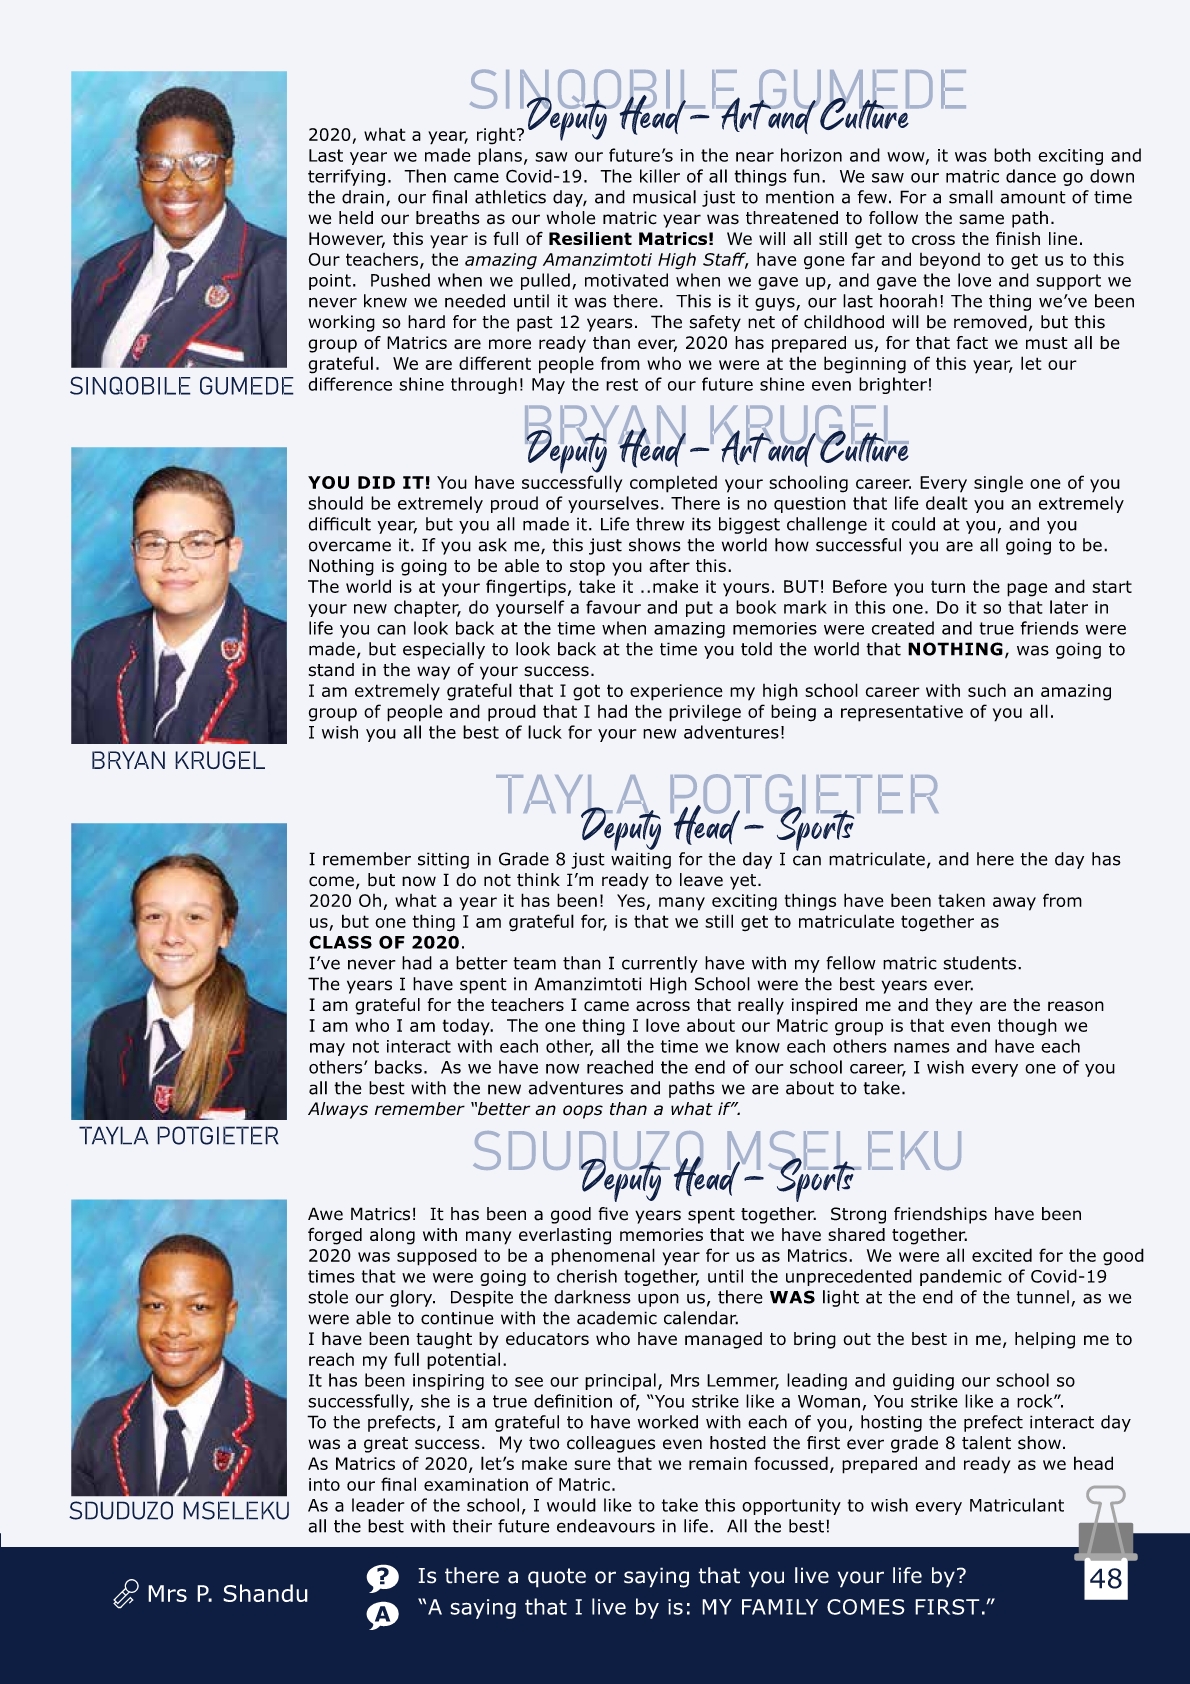 SINQOBILE GUMEDE
Deputy Head – Art and Culture
2020, what a year, right?
Last year we made plans, saw our future’s in the near horizon and wow, it was both exciting and
terrifying.  Then came Covid-19.  The killer of all things fun.  We saw our matric dance go down
the drain, our final athletics day, and musical just to mention a few. For a small amount of time
we held our breaths as our whole matric year was threatened to follow the same path.
However, this year is full of Resilient Matrics!  We will all still get to cross the finish line.
Our teachers, the amazing Amanzimtoti High Staff, have gone far and beyond to get us to this
point.  Pushed when we pulled, motivated when we gave up, and gave the love and support we
never knew we needed until it was there.  This is it guys, our last hoorah! The thing we’ve been
working so hard for the past 12 years.  The safety net of childhood will be removed, but this
group of Matrics are more ready than ever, 2020 has prepared us, for that fact we must all be
grateful.  We are different people from who we were at the beginning of this year, let our
difference shine through! May the rest of our future shine even brighter!
SINQOBILE GUMEDE
BRYAN KRUGEL
Deputy Head – Art and Culture
YOU DID IT! You have successfully completed your schooling career. Every single one of you
should be extremely proud of yourselves. There is no question that life dealt you an extremely
difficult year, but you all made it. Life threw its biggest challenge it could at you, and you
overcame it. If you ask me, this just shows the world how successful you are all going to be.
Nothing is going to be able to stop you after this.
The world is at your fingertips, take it ..make it yours. BUT! Before you turn the page and start
your new chapter, do yourself a favour and put a book mark in this one. Do it so that later in
life you can look back at the time when amazing memories were created and true friends were
made, but especially to look back at the time you told the world that NOTHING, was going to
stand in the way of your success.
I am extremely grateful that I got to experience my high school career with such an amazing
group of people and proud that I had the privilege of being a representative of you all.
I wish you all the best of luck for your new adventures!
BRYAN KRUGEL
TAYLA POTGIETER
Deputy Head – Sports
I remember sitting in Grade 8 just waiting for the day I can matriculate, and here the day has
come, but now I do not think I’m ready to leave yet.
2020 Oh, what a year it has been!  Yes, many exciting things have been taken away from
us, but one thing I am grateful for, is that we still get to matriculate together as
CLASS OF 2020.
I’ve never had a better team than I currently have with my fellow matric students.
The years I have spent in Amanzimtoti High School were the best years ever.
I am grateful for the teachers I came across that really inspired me and they are the reason
I am who I am today.  The one thing I love about our Matric group is that even though we
may not interact with each other, all the time we know each others names and have each
others’ backs.  As we have now reached the end of our school career, I wish every one of you
all the best with the new adventures and paths we are about to take.
Always remember “better an oops than a what if”.
TAYLA POTGIETER
SDUDUZO MSELEKU
Deputy Head – Sports
Awe Matrics!  It has been a good five years spent together.  Strong friendships have been
forged along with many everlasting memories that we have shared together.
2020 was supposed to be a phenomenal year for us as Matrics.  We were all excited for the good
times that we were going to cherish together, until the unprecedented pandemic of Covid-19
stole our glory.  Despite the darkness upon us, there WAS light at the end of the tunnel, as we
were able to continue with the academic calendar.
I have been taught by educators who have managed to bring out the best in me, helping me to
reach my full potential.
It has been inspiring to see our principal, Mrs Lemmer, leading and guiding our school so
successfully, she is a true definition of, “You strike like a Woman, You strike like a rock”.
To the prefects, I am grateful to have worked with each of you, hosting the prefect interact day
was a great success.  My two colleagues even hosted the first ever grade 8 talent show.
As Matrics of 2020, let’s make sure that we remain focussed, prepared and ready as we head
into our final examination of Matric.
As a leader of the school, I would like to take this opportunity to wish every Matriculant
all the best with their future endeavours in life.  All the best!
SDUDUZO MSELEKU
Mrs P. Shandu
? Is there a quote or saying that you live your life by?
A “A saying that I live by is: MY FAMILY COMES FIRST.”
48